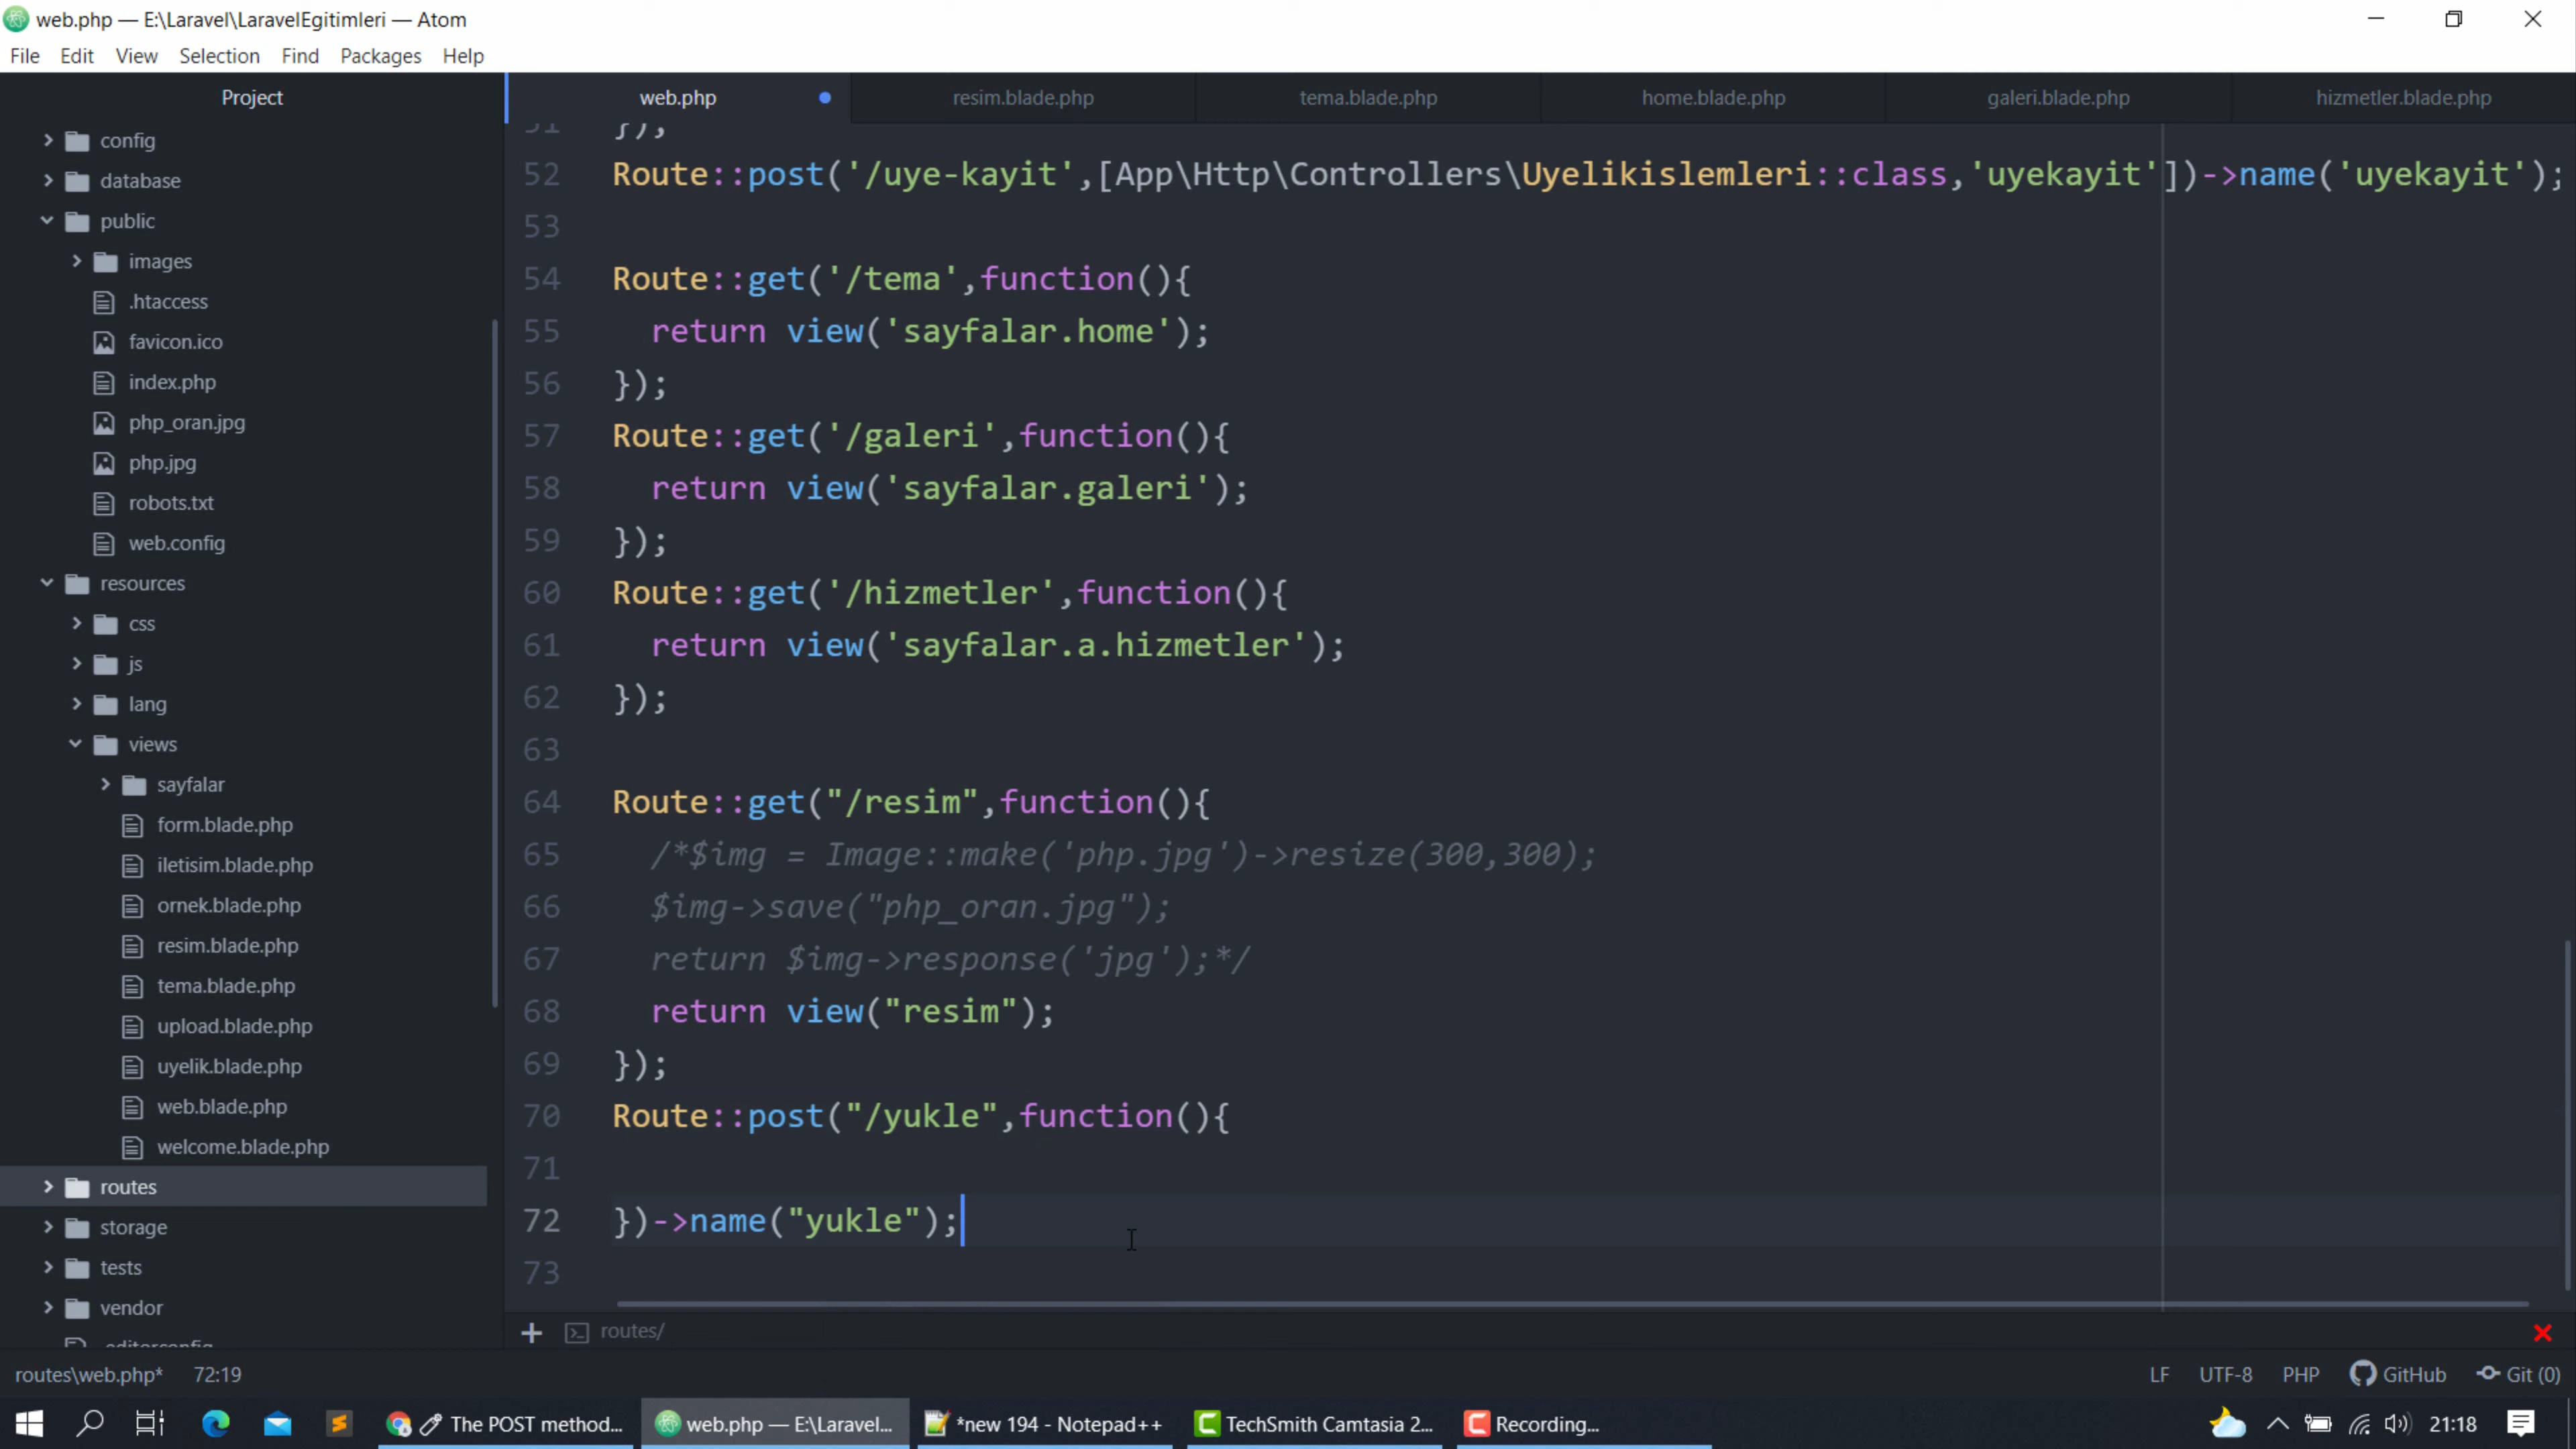 web.php — E:\Laravel\LaravelEgitimleri — Atom
File Edit View Selection Find Packages Help
Project
web.php resim.blade.php tema.blade.php home.blade.php galeri.blade.php hizmetler.blade.php
config
database
public
images
.htaccess
favicon.ico
index.php
php_oran.jpg
php.jpg
robots.txt
web.config
resources
css
js
lang
views
sayfalar
form.blade.php
iletisim.blade.php
ornek.blade.php
resim.blade.php
tema.blade.php
upload.blade.php
uyelik.blade.php
web.blade.php
welcome.blade.php
routes
storage
tests
vendor
.editorconfig
51 });
52 Route::post('/uye-kayit',[App\Http\Controllers\Uyelikislemleri::class,'uyekayit'])->name('uyekayit');
53
54 Route::get('/tema',function(){
55 return view('sayfalar.home');
56 });
57 Route::get('/galeri',function(){
58 return view('sayfalar.galeri');
59 });
60 Route::get('/hizmetler',function(){
61 return view('sayfalar.a.hizmetler');
62 });
63
64 Route::get("/resim",function(){
65 /*$img = Image::make('php.jpg')->resize(300,300);
66 $img->save("php_oran.jpg");
67 return $img->response('jpg');*/
68 return view("resim");
69 });
70 Route::post("/yukle",function(){
71
72 })->name("yukle");
73
routes/
routes\web.php* 72:19 LF UTF-8 PHP GitHub Git (0)
The POST method... web.php — E:\Laravel... *new 194 - Notepad++ TechSmith Camtasia 2... Recording... 21:18